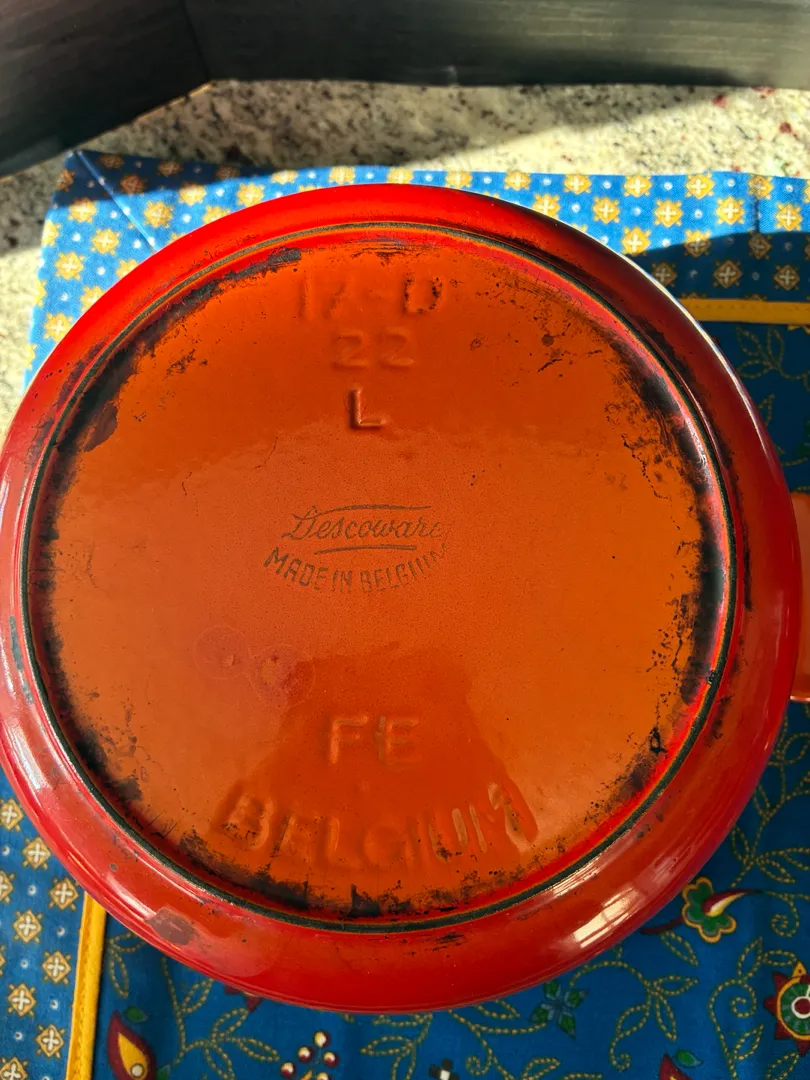 22
L
Descoware
MADE IN BELGIUM
FE
BELGIUM